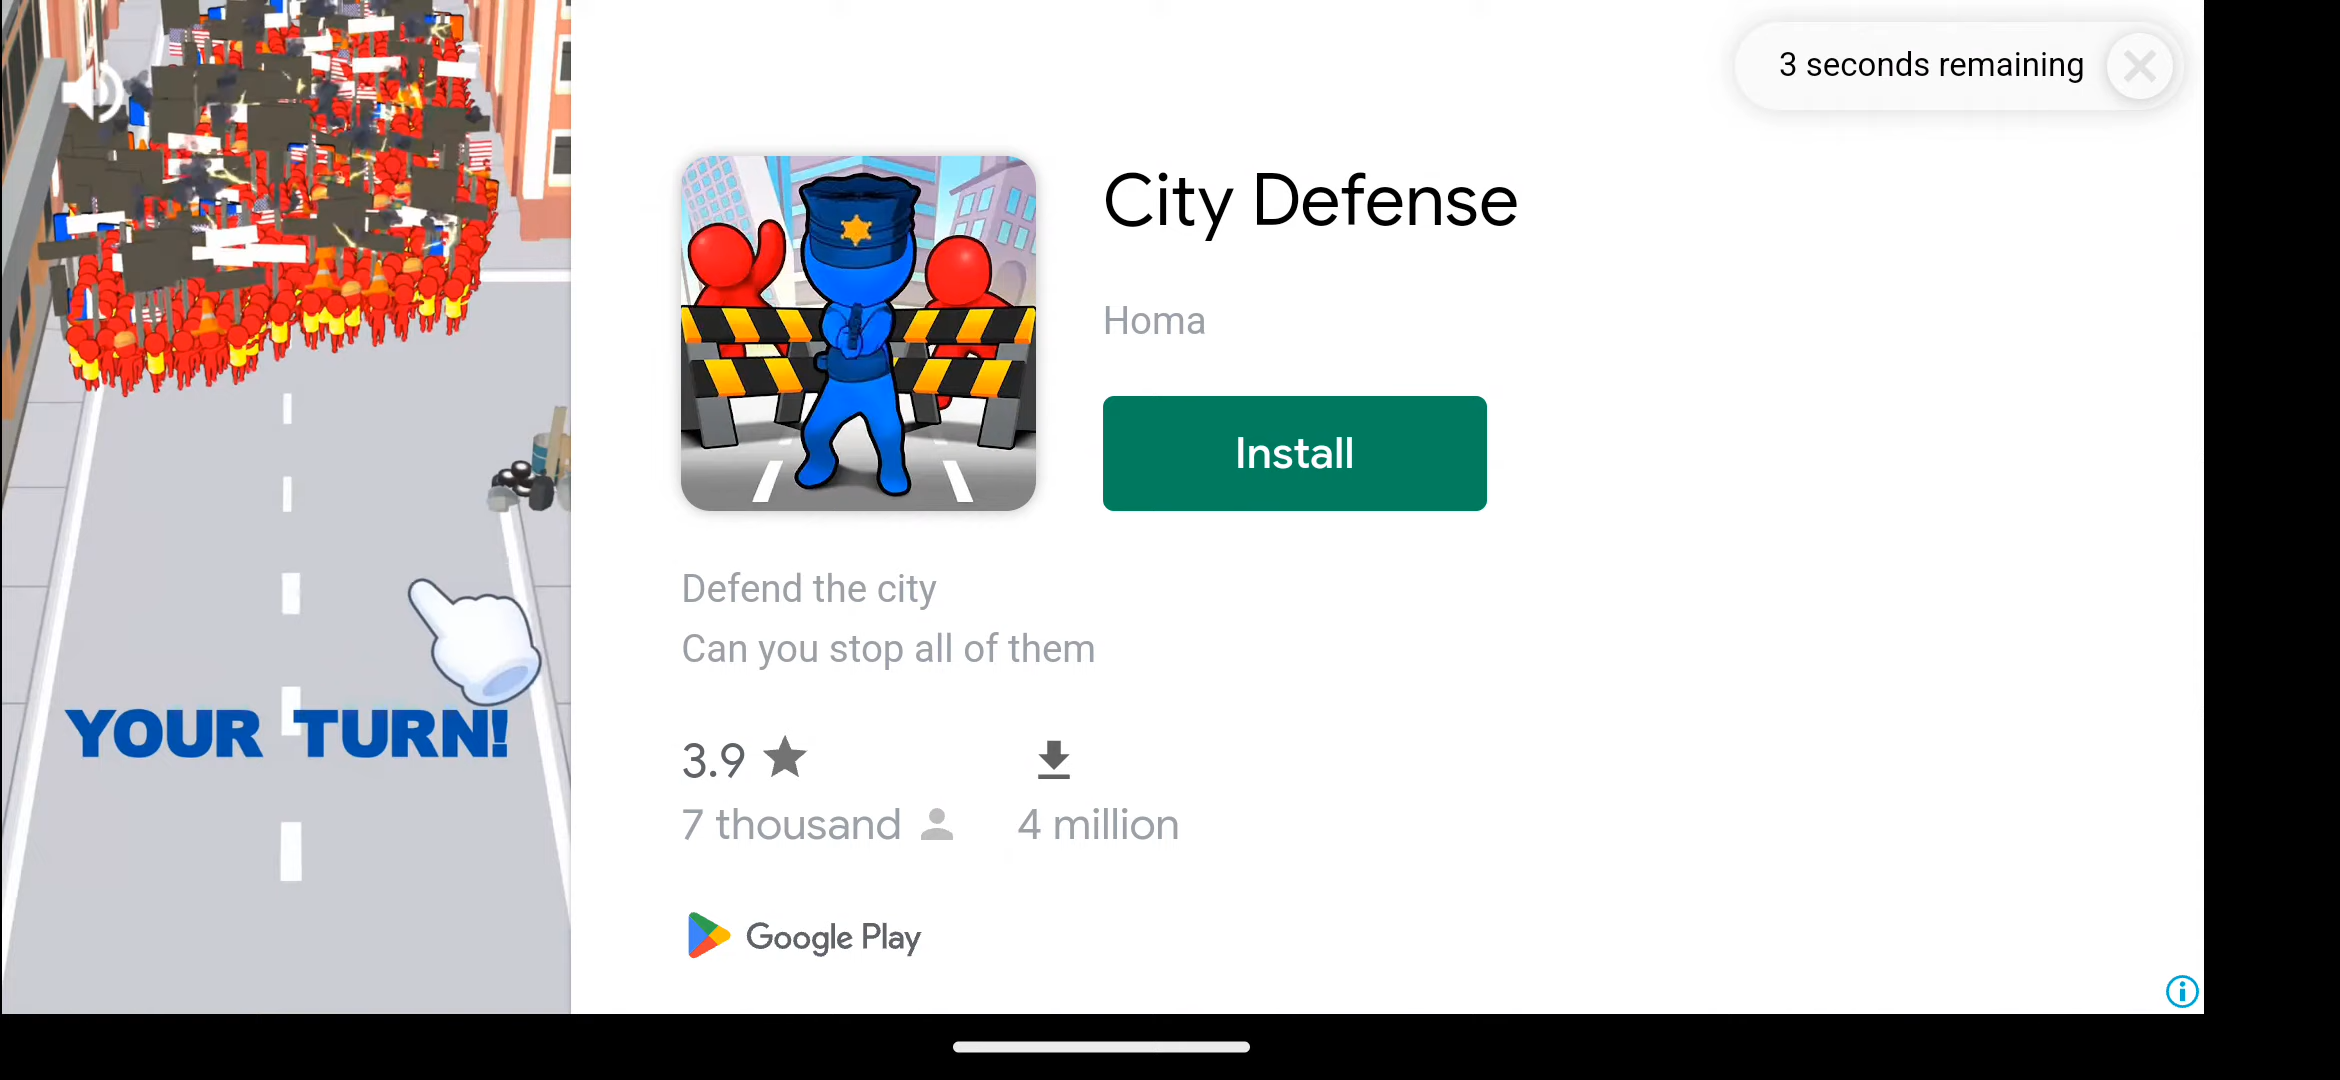 3 seconds remaining
City Defense
Homa
Install
Defend the city
Can you stop all of them
3.9
7 thousand
4 million
Google Play
YOUR TURN!